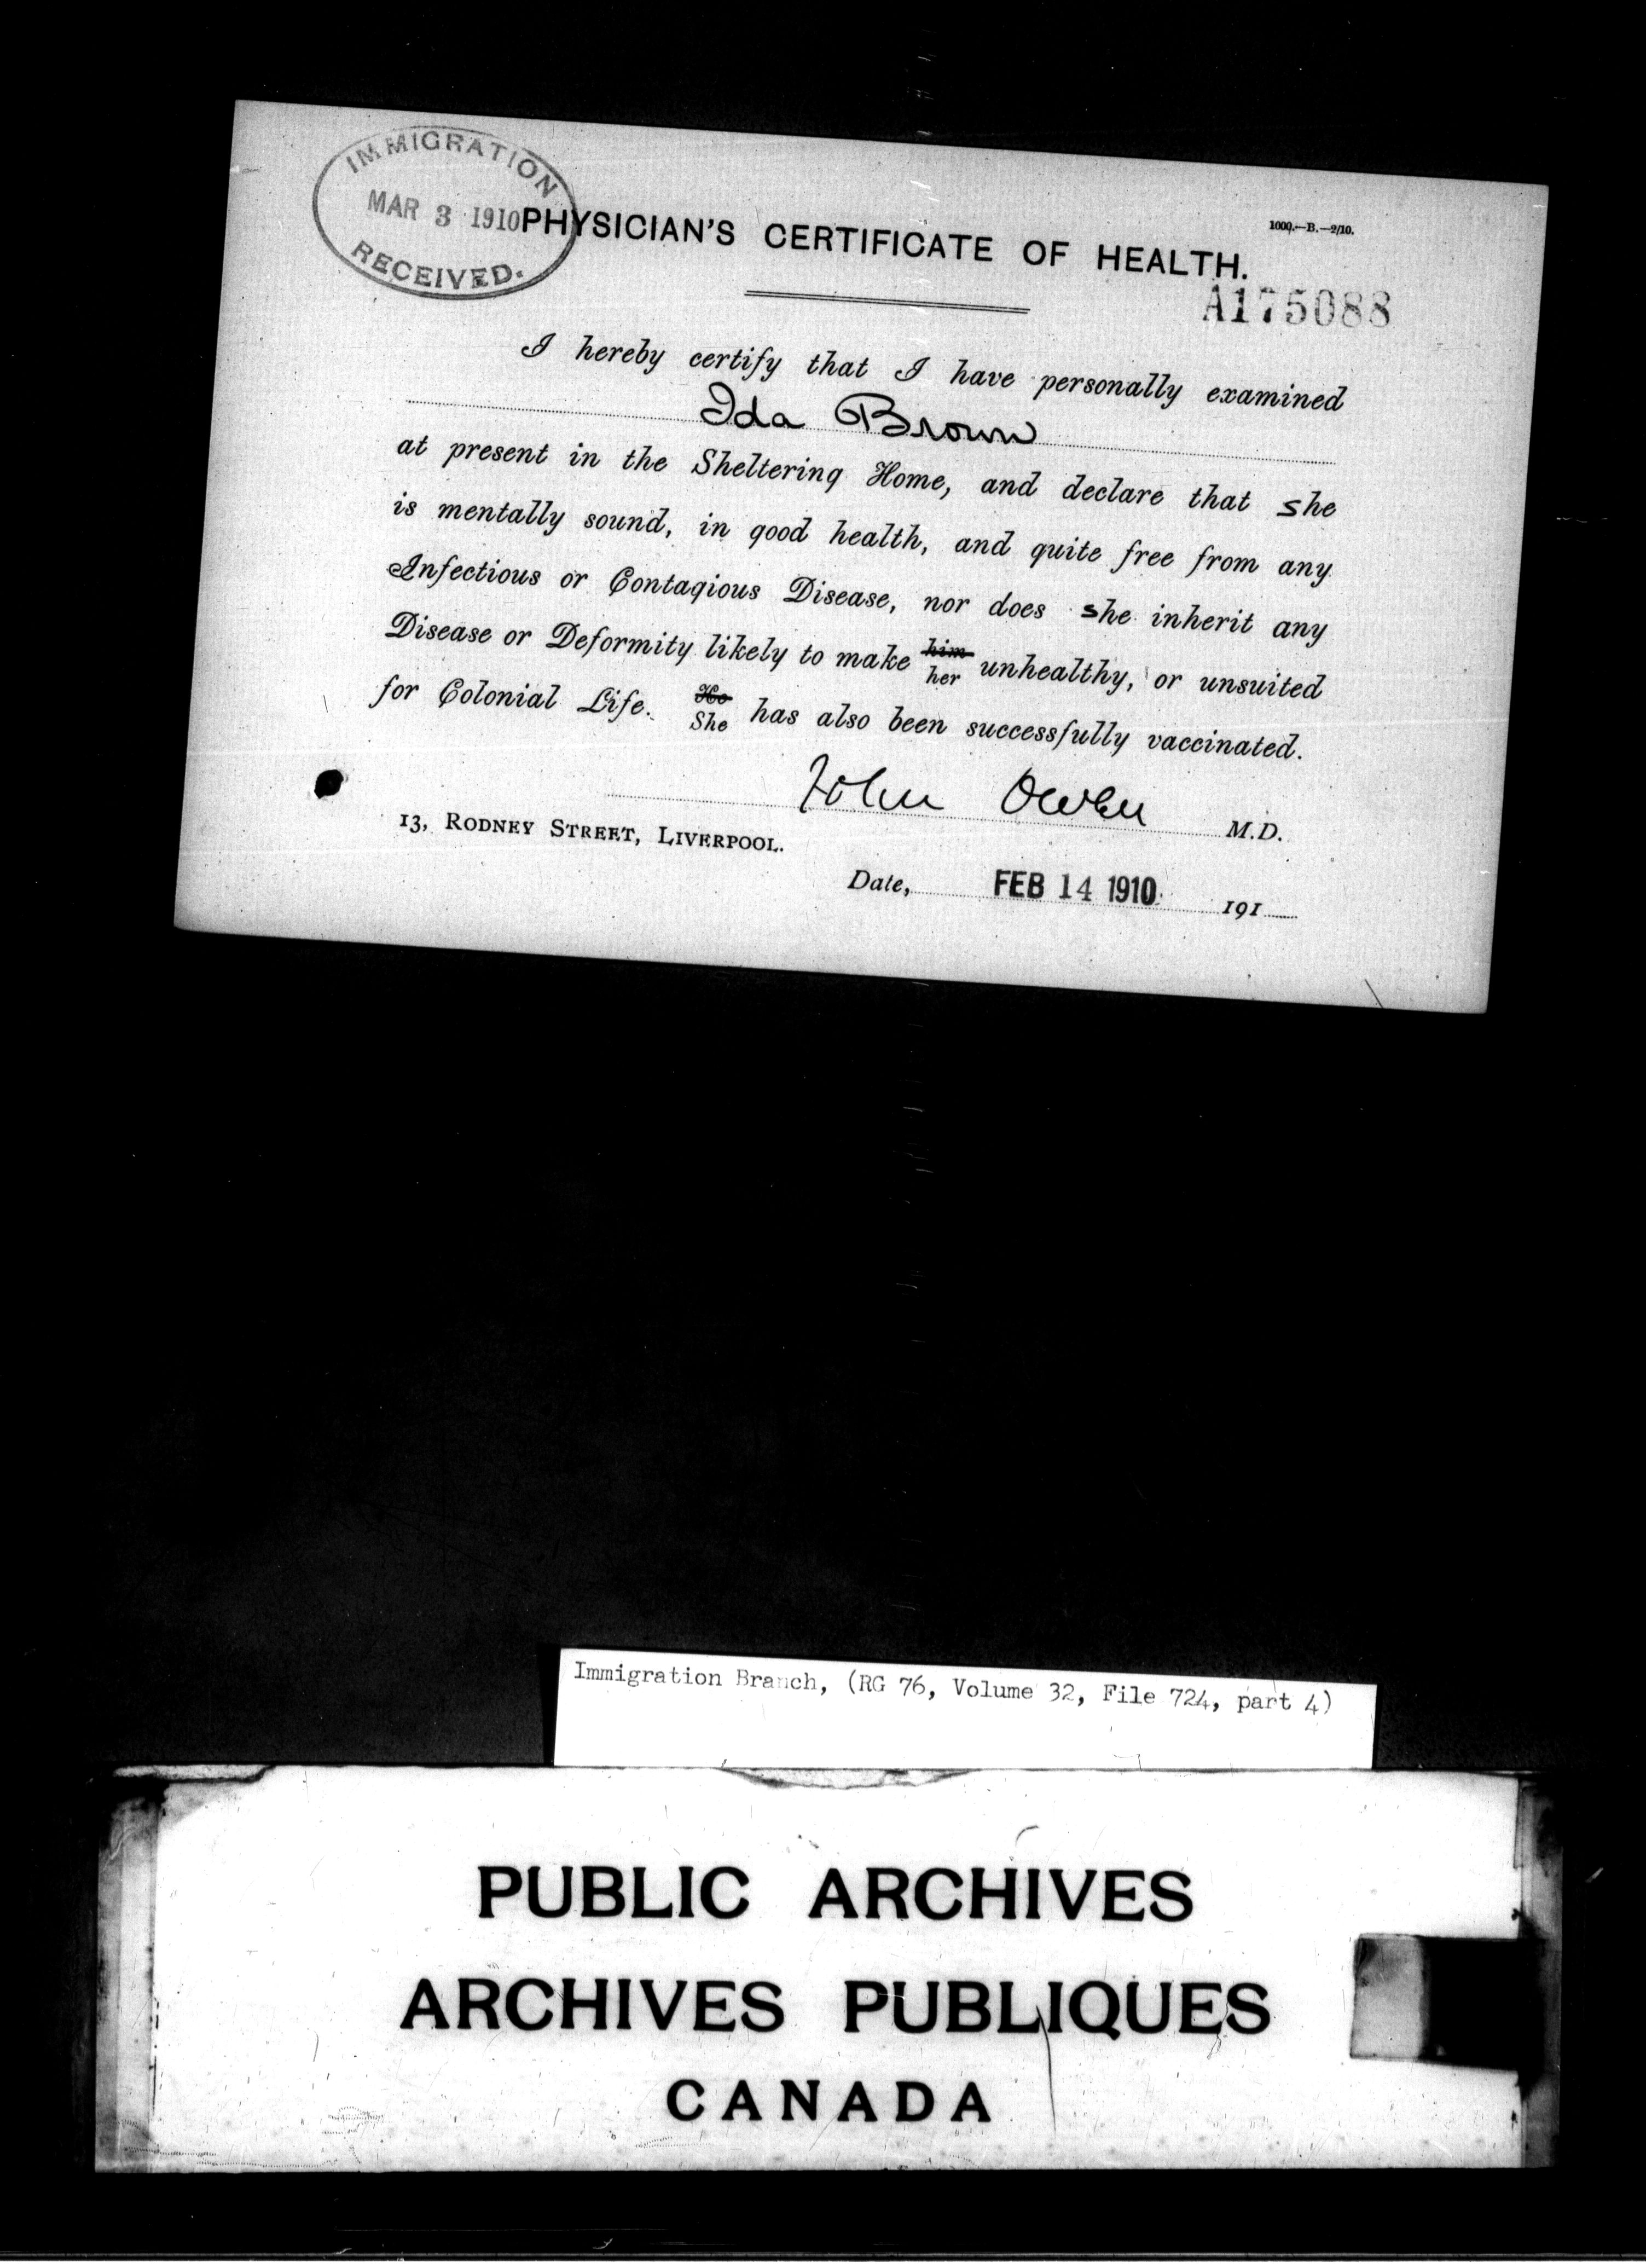 IMMIGRATION
MAR 3 1910
RECEIVED.
1000.—B.—2/10.
PHYSICIAN'S CERTIFICATE OF HEALTH.
A175088
I hereby certify that I have personally examined
Ida Brown
at present in the Sheltering Home, and declare that she
is mentally sound, in good health, and quite free from any
Infectious or Contagious Disease, nor does she inherit any
Disease or Deformity likely to make him her unhealthy, or unsuited
for Colonial Life. He She has also been successfully vaccinated.
John Owen M.D.
13, RODNEY STREET, LIVERPOOL.
Date, FEB 14 1910 191
Immigration Branch, (RG 76, Volume 32, File 724, part 4)
PUBLIC ARCHIVES
ARCHIVES PUBLIQUES
CANADA